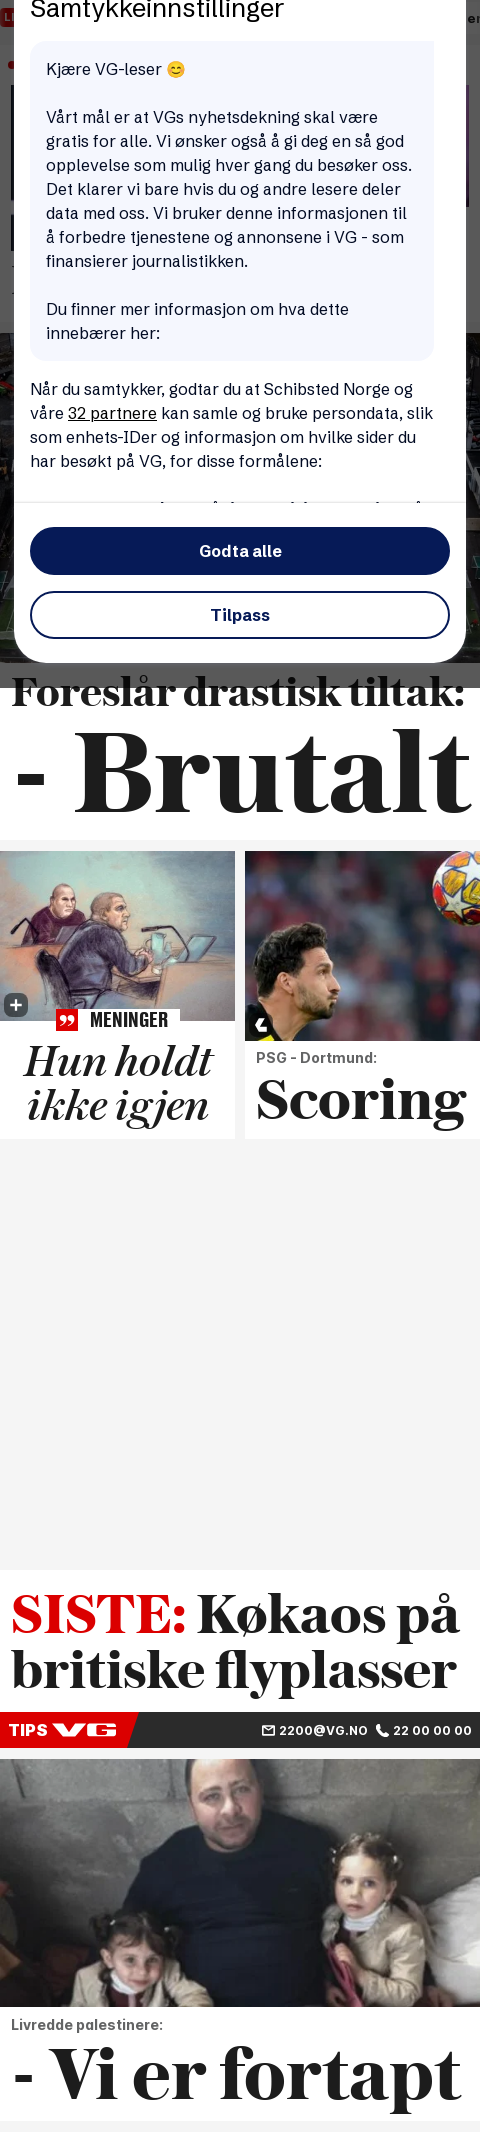 Samtykkeinnstillinger
Kjære VG-leser 😊
Vårt mål er at VGs nyhetsdekning skal være
gratis for alle. Vi ønsker også å gi deg en så god
opplevelse som mulig hver gang du besøker oss.
Det klarer vi bare hvis du og andre lesere deler
data med oss. Vi bruker denne informasjonen til
å forbedre tjenestene og annonsene i VG - som
finansierer journalistikken.
Du finner mer informasjon om hva dette
innebærer her:
Når du samtykker, godtar du at Schibsted Norge og
våre 32 partnere kan samle og bruke persondata, slik
som enhets-IDer og informasjon om hvilke sider du
har besøkt på VG, for disse formålene:
Godta alle
Tilpass
Foreslår drastisk tiltak:
- Brutalt
MENINGER
Hun holdt
ikke igjen
PSG - Dortmund:
Scoring
SISTE: Køkaos på
britiske flyplasser
TIPS VG 2200@VG.NO 22 00 00 00
Livredde palestinere:
- Vi er fortapt